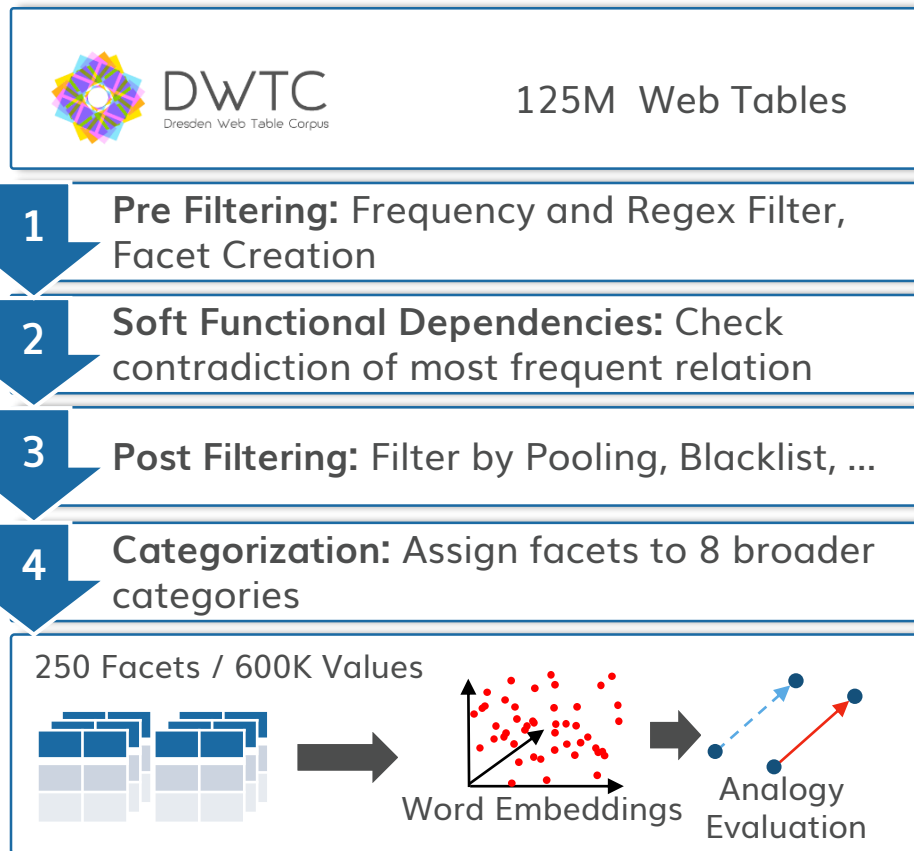 DWTC
Dresden Web Table Corpus
125M Web Tables
1
Pre Filtering: Frequency and Regex Filter,
Facet Creation
2
Soft Functional Dependencies: Check
contradiction of most frequent relation
3
Post Filtering: Filter by Pooling, Blacklist, ...
4
Categorization: Assign facets to 8 broader
categories
250 Facets / 600K Values
Word Embeddings
Analogy
Evaluation